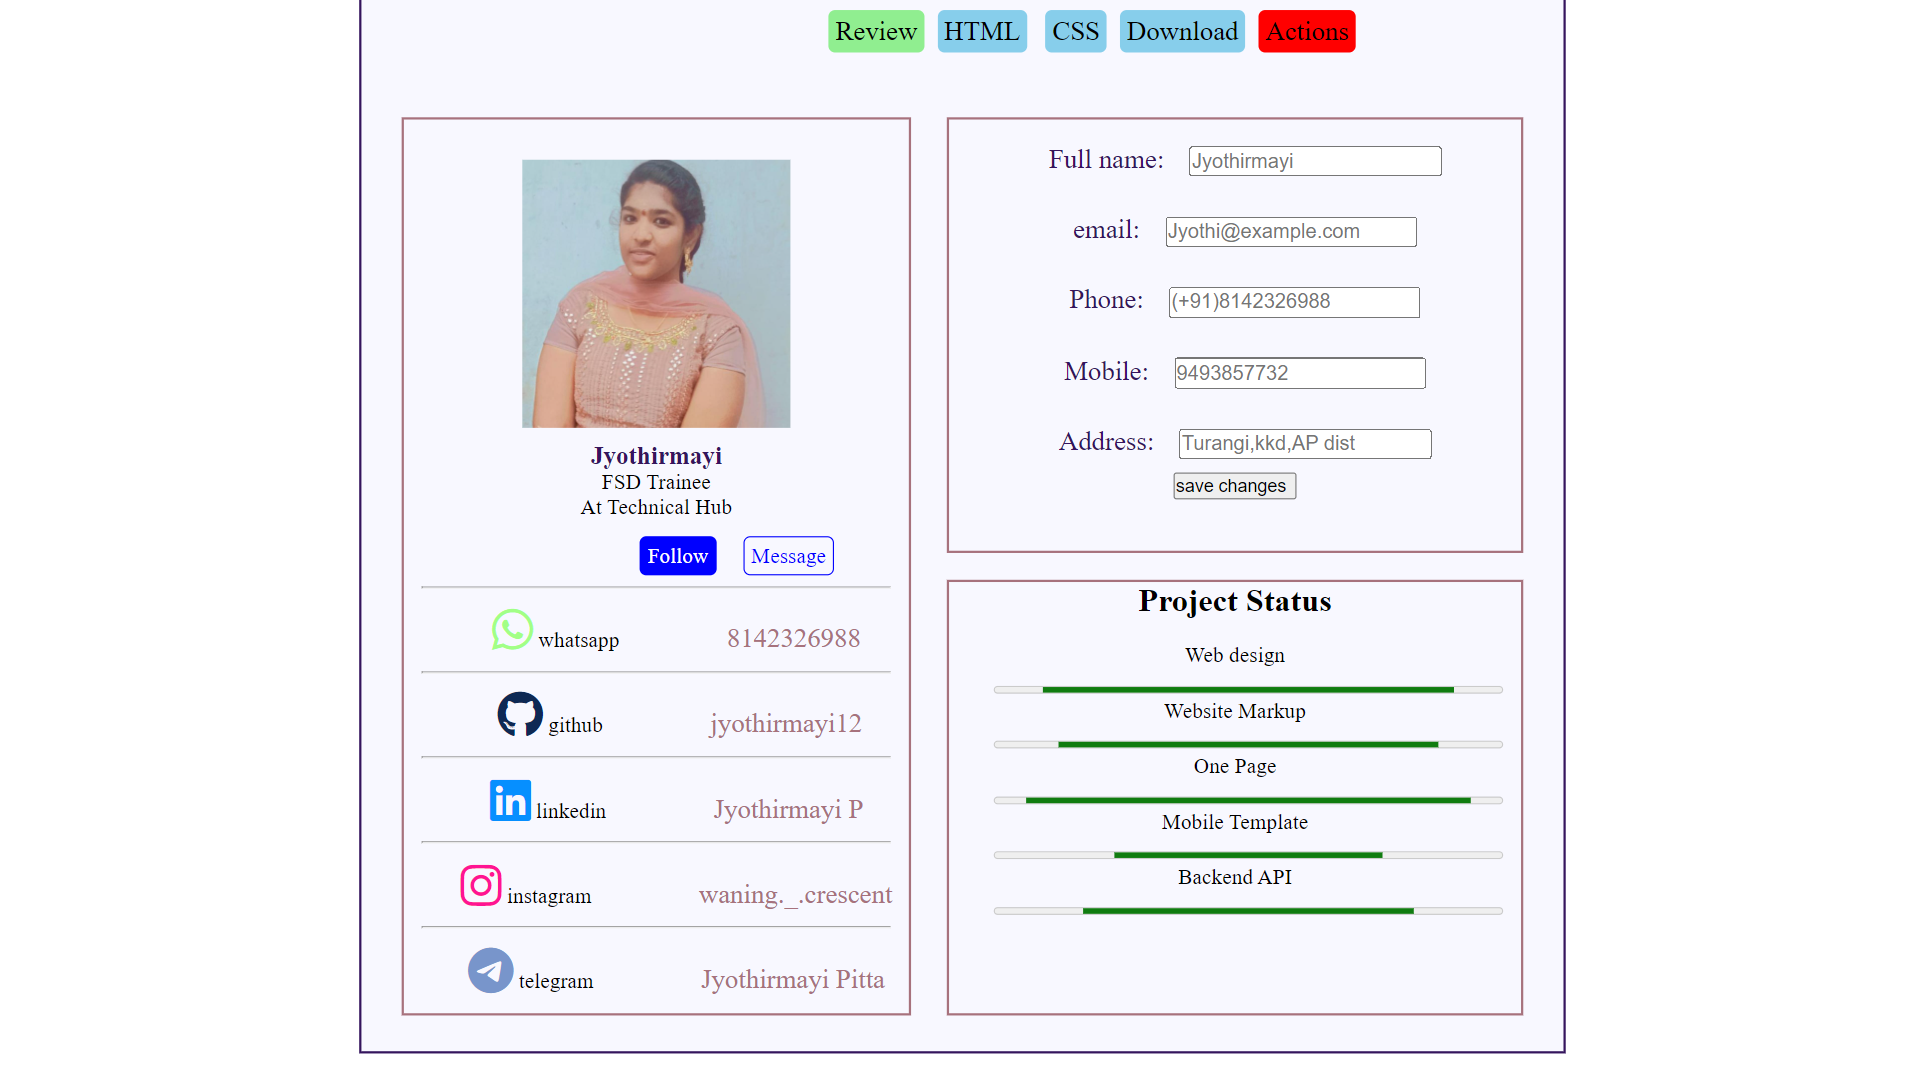 Review HTML CSS Download Actions
Jyothirmayi
FSD Trainee
At Technical Hub
Follow Message
whatsapp 8142326988
github jyothirmayi12
linkedin Jyothirmayi P
instagram waning._.crescent
telegram Jyothirmayi Pitta
Full name: Jyothirmayi
email: Jyothi@example.com
Phone: (+91)8142326988
Mobile: 9493857732
Address: Turangi,kkd,AP dist
save changes
Project Status
Web design
Website Markup
One Page
Mobile Template
Backend API